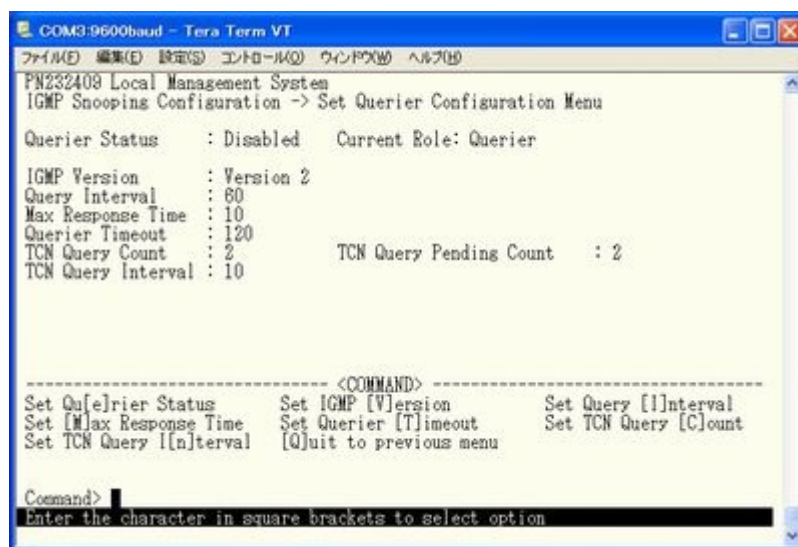 COM3:9600baud - Tera Term VT
ファイル(F) 編集(E) 設定(S) コントロール(O) ウィンドウ(W) ヘルプ(H)
PN232409 Local Management System
IGMP Snooping Configuration -> Set Querier Configuration Menu
Querier Status : Disabled Current Role: Querier
IGMP Version : Version 2
Query Interval : 60
Max Response Time : 10
Querier Timeout : 120
TCN Query Count : 2 TCN Query Pending Count : 2
TCN Query Interval : 10
-------------------------------- <COMMAND> ----------------------------------
Set Qu[e]rier Status Set IGMP [V]ersion Set Query [I]nterval
Set [M]ax Response Time Set Querier [T]imeout Set TCN Query [C]ount
Set TCN Query I[n]terval [Q]uit to previous menu
Command>
Enter the character in square brackets to select option